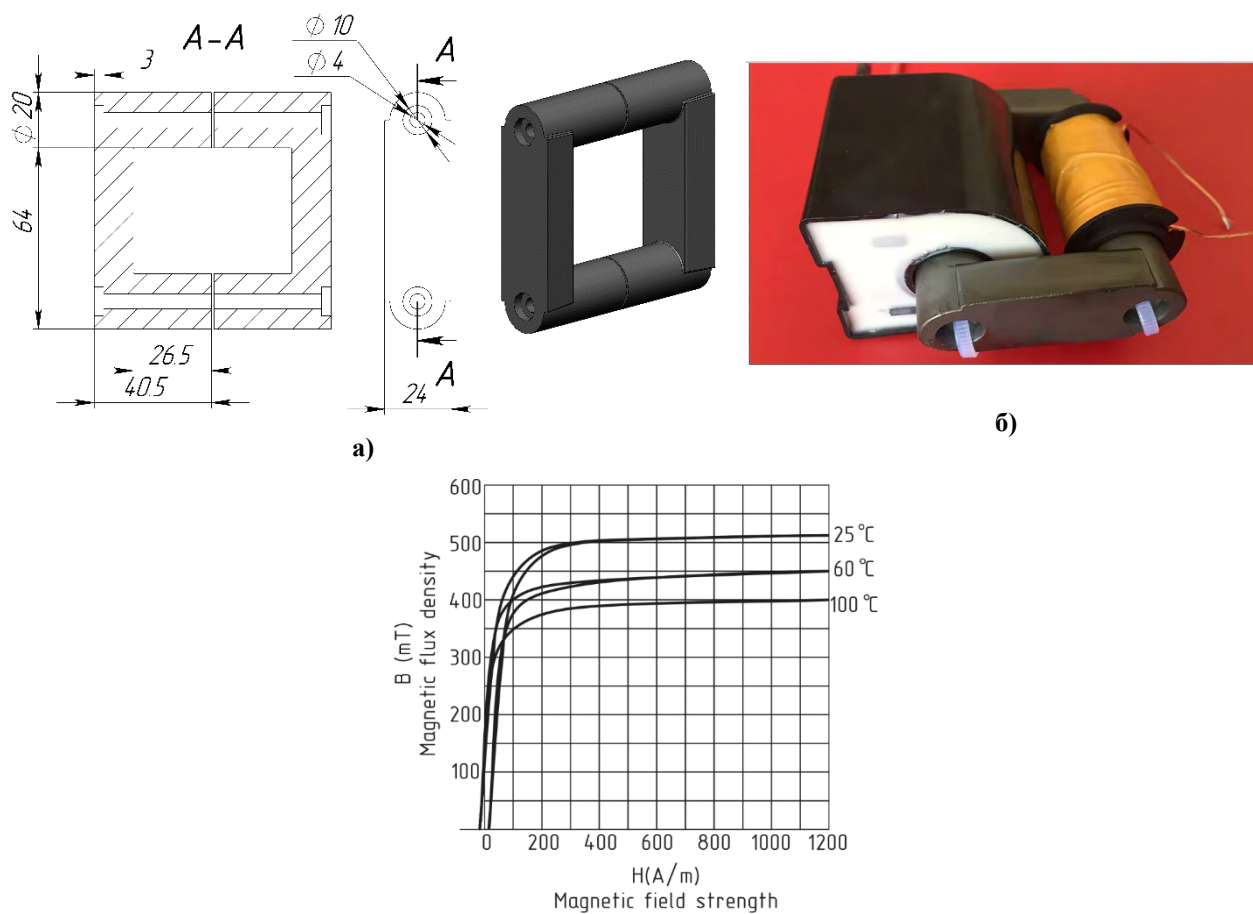 A-A
3
⌀ 20
64
26.5
40.5
⌀ 10
⌀ 4
A
A
24
а)
б)
600
500
400
300
200
100
0 200 400 600 800 1000 1200
25 °C
60 °C
100 °C
B (mT)
Magnetic flux density
H(A/m)
Magnetic field strength